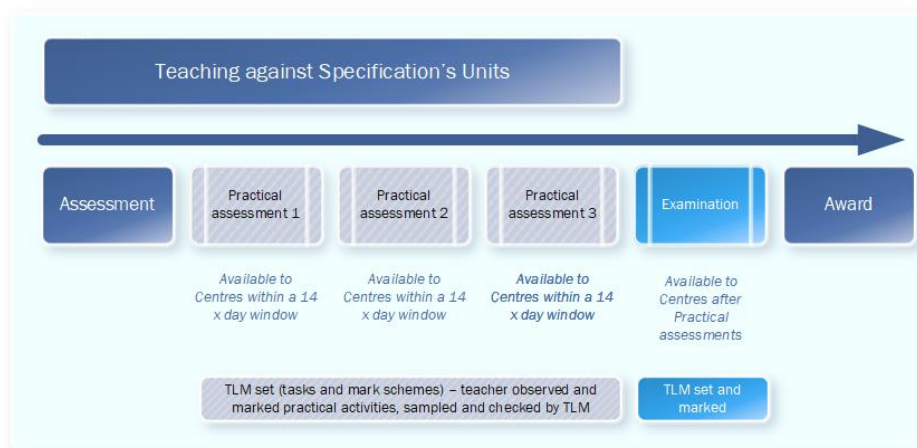 Teaching against Specification's Units
Assessment
Practical
assessment 1
Practical
assessment 2
Practical
assessment 3
Examination
Award
Available to
Centres within a 14
x day window
Available to
Centres within a 14
x day window
Available to
Centres within a 14
x day window
Available to
Centres after
Practical
assessments
TLM set (tasks and mark schemes) – teacher observed and
marked practical activities, sampled and checked by TLM
TLM set and
marked